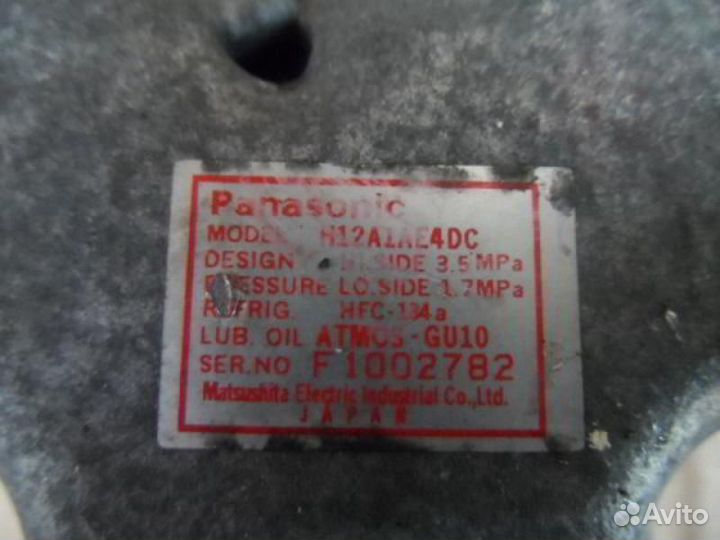 Panasonic
MODEL H12A1AE4DC
DESIGN HI.SIDE 3.5MPa
PRESSURE LO.SIDE 1.7MPa
REFRIG. HFC-134a
LUB. OIL ATMOS-GU10
SER.NO F1002782
Matsushita Electric Industrial Co.,Ltd.
JAPAN
Avito